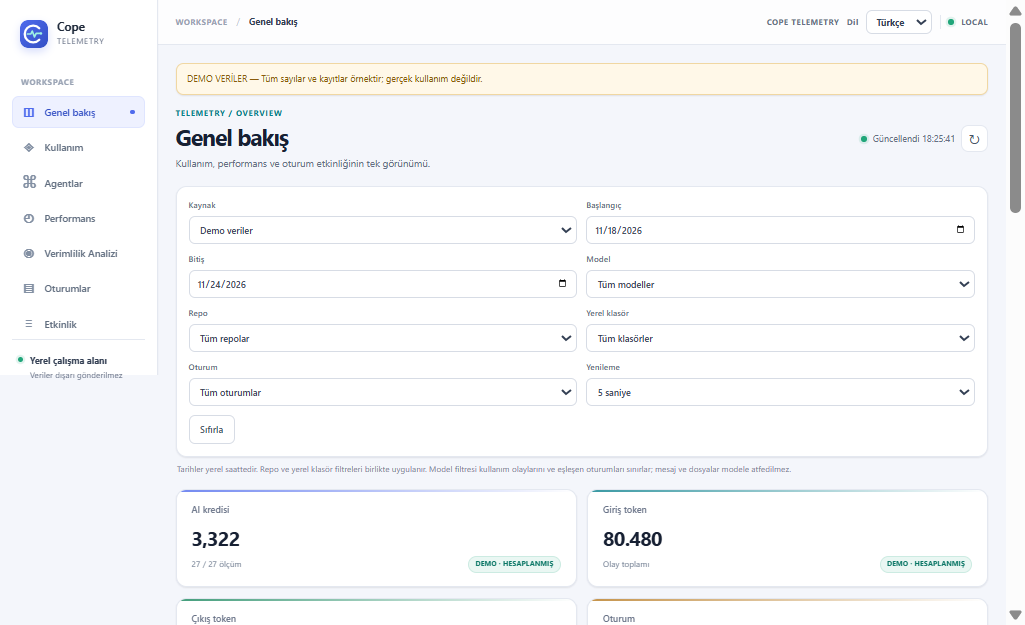 Cope
TELEMETRY
WORKSPACE
Genel bakış
Kullanım
Agentlar
Performans
Verimlilik Analizi
Oturumlar
Etkinlik
Yerel çalışma alanı
Veriler dışarı gönderilmez
WORKSPACE / Genel bakış
COPE TELEMETRY Dil Türkçe LOCAL
DEMO VERİLER — Tüm sayılar ve kayıtlar örnektir; gerçek kullanım değildir.
TELEMETRY / OVERVIEW
Genel bakış
Güncellendi 18:25:41
Kullanım, performans ve oturum etkinliğinin tek görünümü.
Kaynak
Demo veriler
Başlangıç
11/18/2026
Bitiş
11/24/2026
Model
Tüm modeller
Repo
Tüm repolar
Yerel klasör
Tüm klasörler
Oturum
Tüm oturumlar
Yenileme
5 saniye
Sıfırla
Tarihler yerel saattedir. Repo ve yerel klasör filtreleri birlikte uygulanır. Model filtresi kullanım olaylarını ve eşleşen oturumları sınırlar; mesaj ve dosyalar modele atfedilmez.
AI kredisi
3,322
27 / 27 ölçüm
DEMO · HESAPLANMIŞ
Giriş token
80.480
Olay toplamı
DEMO · HESAPLANMIŞ
Çıkış token
Oturum